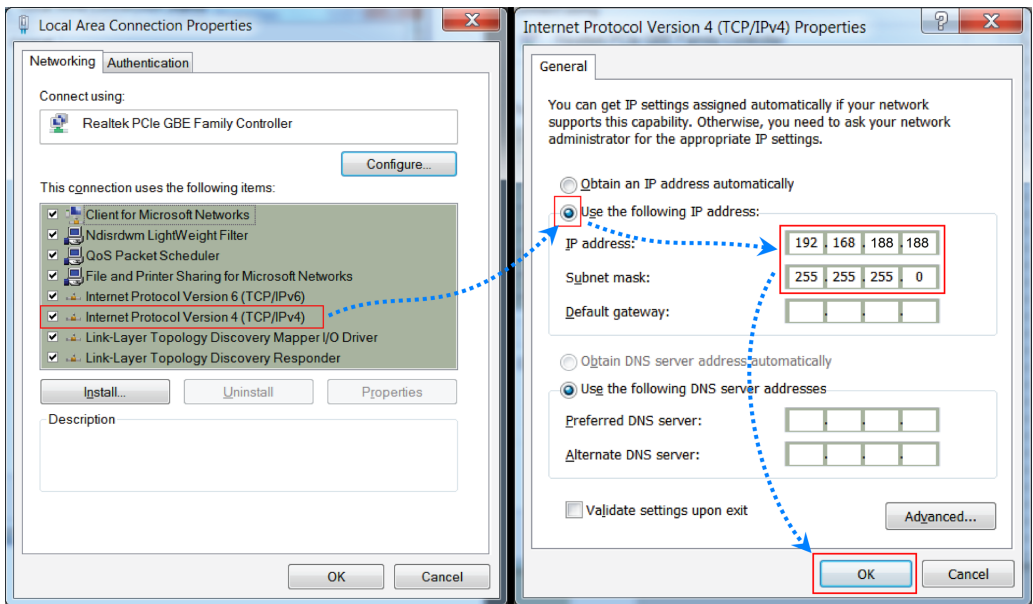 Local Area Connection Properties
Networking
Authentication
Connect using:
Realtek PCIe GBE Family Controller
Configure...
This connection uses the following items:
Client for Microsoft Networks
Ndisrdwm LightWeight Filter
QoS Packet Scheduler
File and Printer Sharing for Microsoft Networks
Internet Protocol Version 6 (TCP/IPv6)
Internet Protocol Version 4 (TCP/IPv4)
Link-Layer Topology Discovery Mapper I/O Driver
Link-Layer Topology Discovery Responder
Install...
Uninstall
Properties
Description
OK
Cancel
Internet Protocol Version 4 (TCP/IPv4) Properties
General
You can get IP settings assigned automatically if your network
supports this capability. Otherwise, you need to ask your network
administrator for the appropriate IP settings.
Obtain an IP address automatically
Use the following IP address:
IP address: 192 . 168 . 188 . 188
Subnet mask: 255 . 255 . 255 . 0
Default gateway: . . .
Obtain DNS server address automatically
Use the following DNS server addresses
Preferred DNS server: . . .
Alternate DNS server: . . .
Validate settings upon exit
Advanced...
OK
Cancel